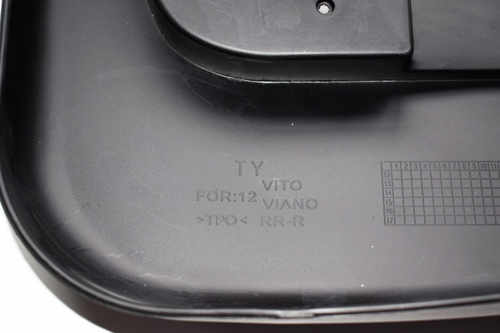 TY
VITO
FOR:12 VIANO
>TPO< RR-R